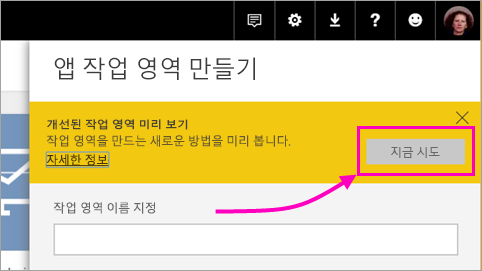 앱 작업 영역 만들기
개선된 작업 영역 미리 보기
작업 영역을 만드는 새로운 방법을 미리 봅니다.
자세한 정보
지금 시도
작업 영역 이름 지정